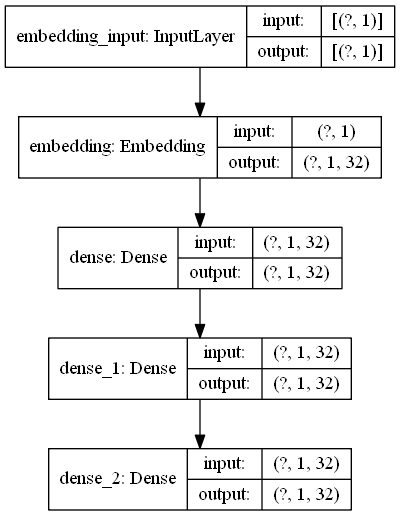 embedding_input: InputLayer
input:
[(?, 1)]
output:
[(?, 1)]
embedding: Embedding
input:
(?, 1)
output:
(?, 1, 32)
dense: Dense
input:
(?, 1, 32)
output:
(?, 1, 32)
dense_1: Dense
input:
(?, 1, 32)
output:
(?, 1, 32)
dense_2: Dense
input:
(?, 1, 32)
output:
(?, 1, 32)